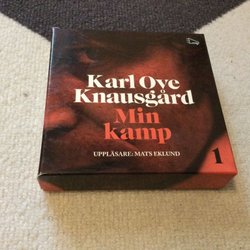 Karl Ove
Knausgård
Min
kamp
UPPLÄSARE: MATS EKLUND
1